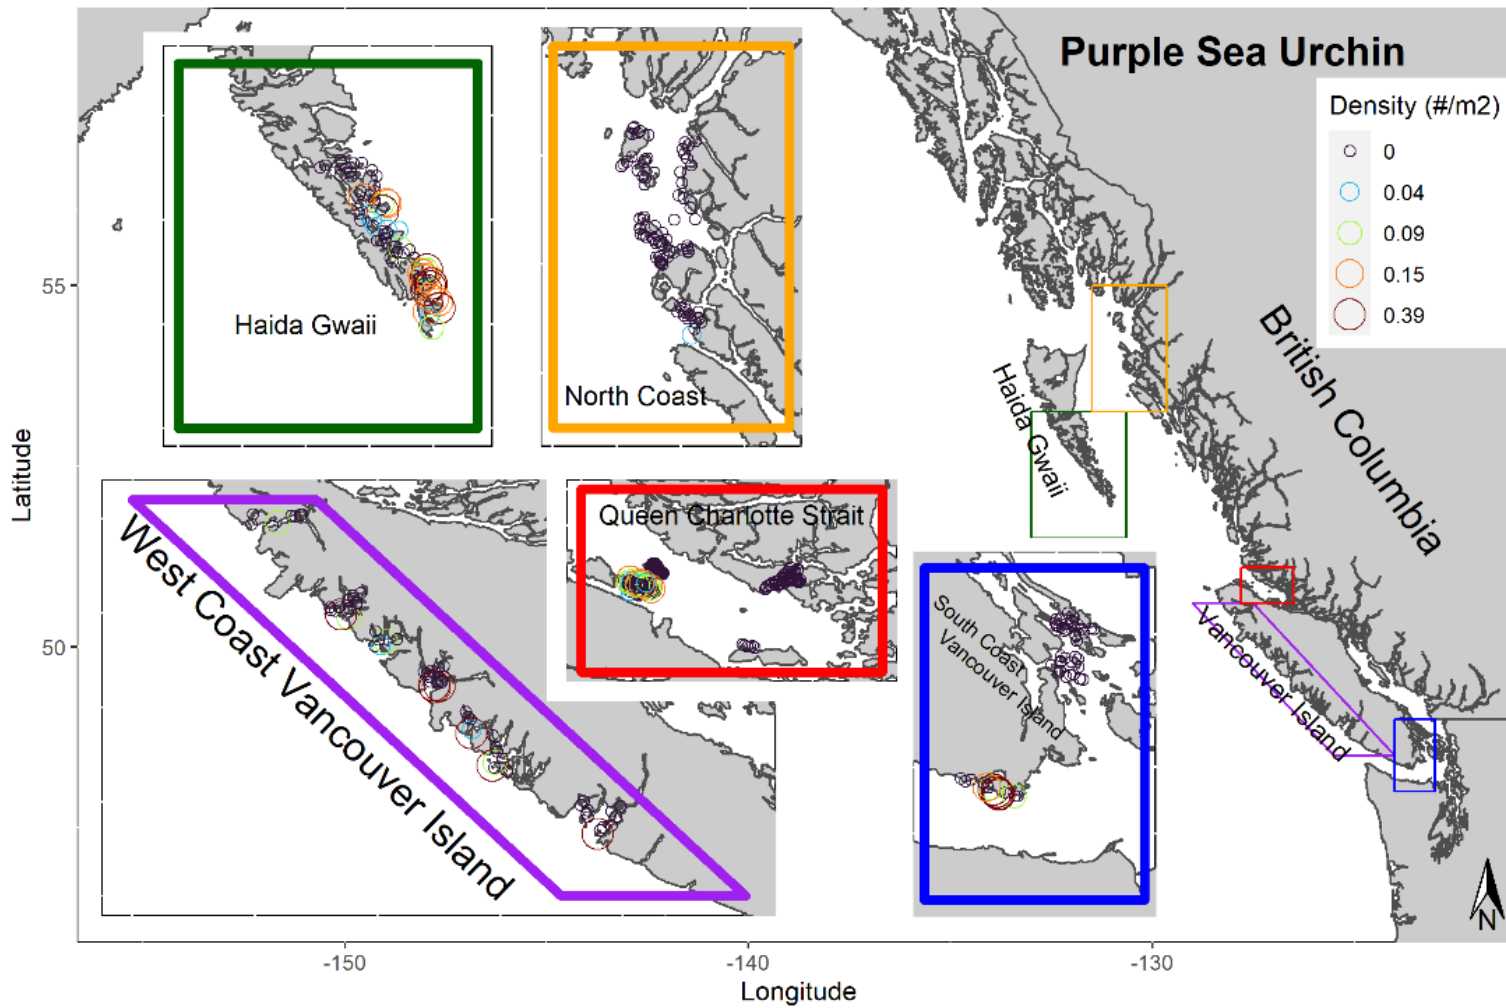 Purple Sea Urchin
Density (#/m2)
0
0.04
0.09
0.15
0.39
Haida Gwaii
North Coast
British Columbia
Haida Gwaii
West Coast Vancouver Island
Queen Charlotte Strait
South Coast
Vancouver Island
Vancouver Island
N
55
50
Latitude
-150
-140
-130
Longitude